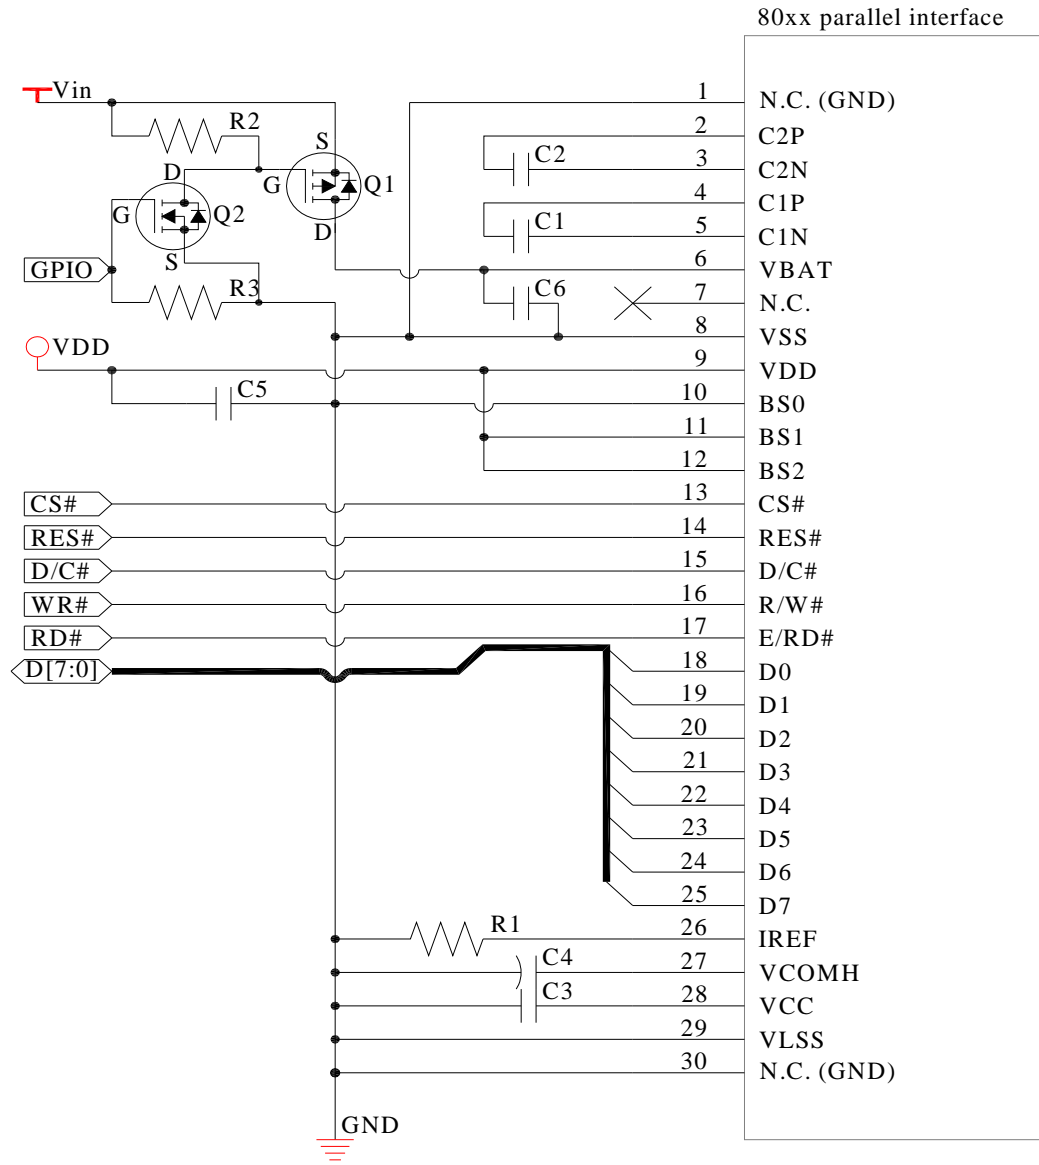 80xx parallel interface
Vin
R2
S
D
G
Q1
G
Q2
D
S
GPIO
R3
VDD
C5
CS#
RES#
D/C#
WR#
RD#
D[7:0]
C2
C1
C6
R1
C4
C3
GND
1 N.C. (GND)
2 C2P
3 C2N
4 C1P
5 C1N
6 VBAT
7 N.C.
8 VSS
9 VDD
10 BS0
11 BS1
12 BS2
13 CS#
14 RES#
15 D/C#
16 R/W#
17 E/RD#
18 D0
19 D1
20 D2
21 D3
22 D4
23 D5
24 D6
25 D7
26 IREF
27 VCOMH
28 VCC
29 VLSS
30 N.C. (GND)